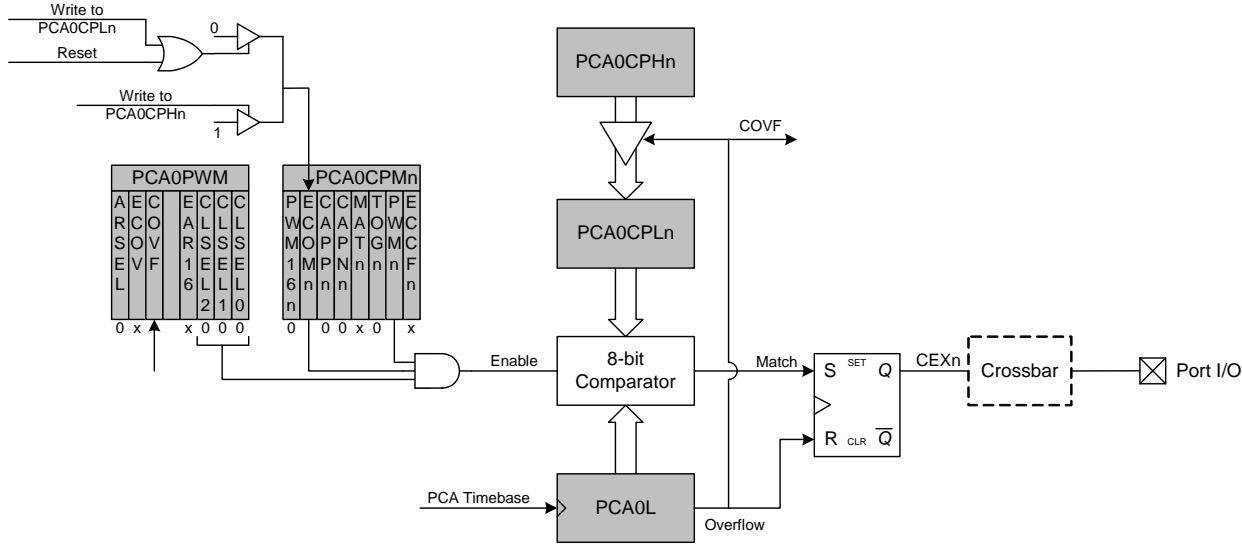 Write to
PCA0CPLn
Reset
0
Write to
PCA0CPHn
1
PCA0CPHn
COVF
PCA0PWM
ARSEL
ECOV
COVF
EAR16
CLSEL2
CLSEL1
CLSEL0
0 x x 0 0 0
PCA0CPMn
PWM16n
ECOMn
CAPPn
CAPNn
MATn
TOGn
PWMn
ECCFn
0 0 0 x 0 x
PCA0CPLn
Enable
8-bit
Comparator
Match
S SET Q
R CLR Q
CEXn
Crossbar
Port I/O
PCA Timebase
PCA0L
Overflow